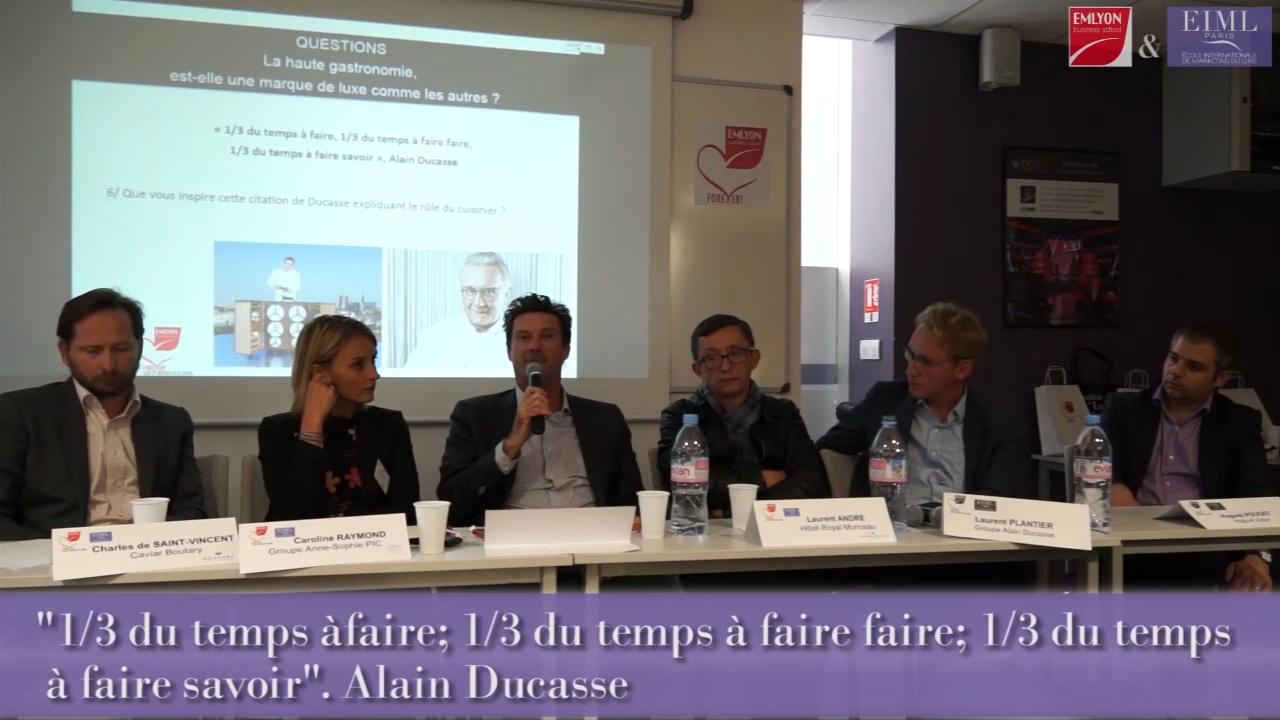 EMLYON
business school
&
EIML
PARIS
ÉCOLE INTERNATIONALE
DE MARKETING DU LUXE
QUESTIONS
La haute gastronomie,
est-elle une marque de luxe comme les autres ?
« 1/3 du temps à faire, 1/3 du temps à faire faire,
1/3 du temps à faire savoir », Alain Ducasse
6/ Que vous inspire cette citation de Ducasse expliquant le rôle du cuisinier ?
EMLYON
FOREVER!
EMLYON
evian
evian
Charles de SAINT-VINCENT
Caviar Boutary
Caroline RAYMOND
Groupe Anne-Sophie PIC
Laurent ANDRE
Hôtel Royal Monceau
Laurent PLANTIER
Groupe Alain Ducasse
Hugues POUGET
"1/3 du temps àfaire; 1/3 du temps à faire faire; 1/3 du temps
à faire savoir". Alain Ducasse